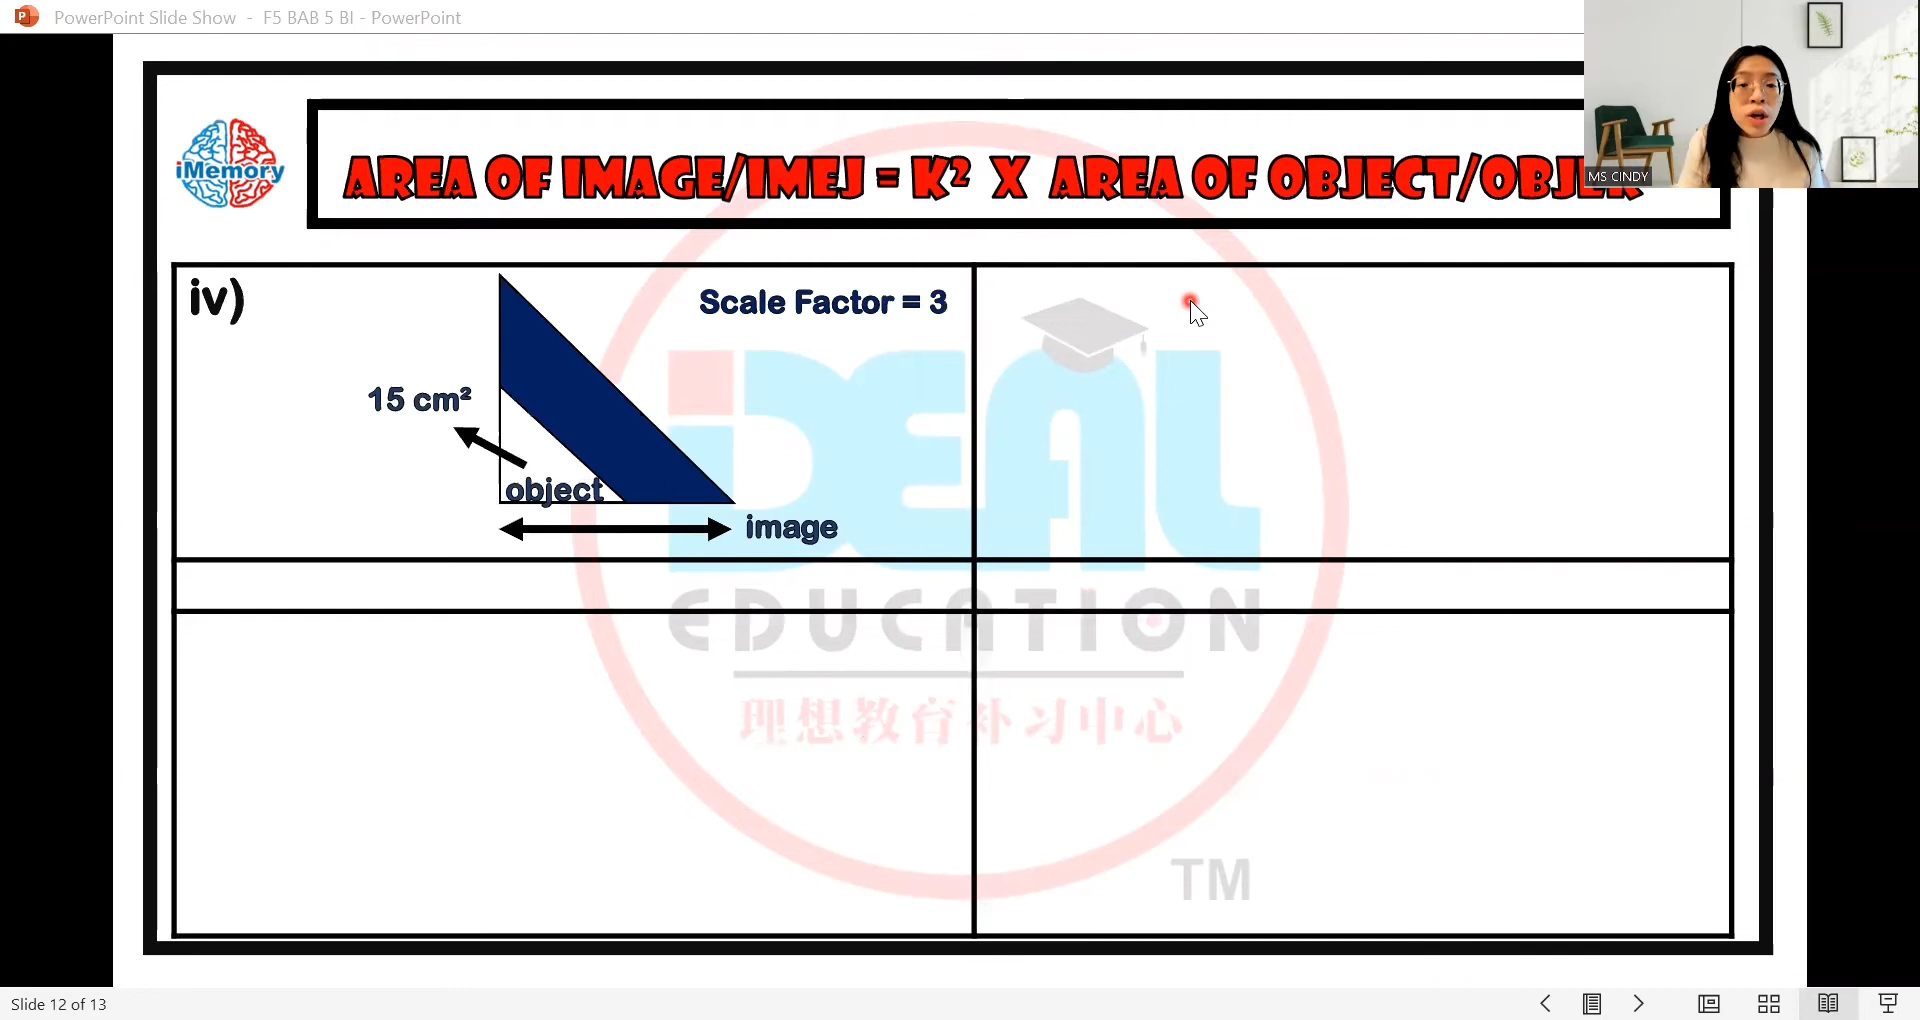 PowerPoint Slide Show - F5 BAB 5 BI - PowerPoint
MS CINDY
iMemory
AREA OF IMAGE/IMEJ = K² X AREA OF OBJECT/OBJEK
iv)
Scale Factor = 3
15 cm²
object
image
iDEAL
EDUCATION
理想教育补习中心
TM
Slide 12 of 13